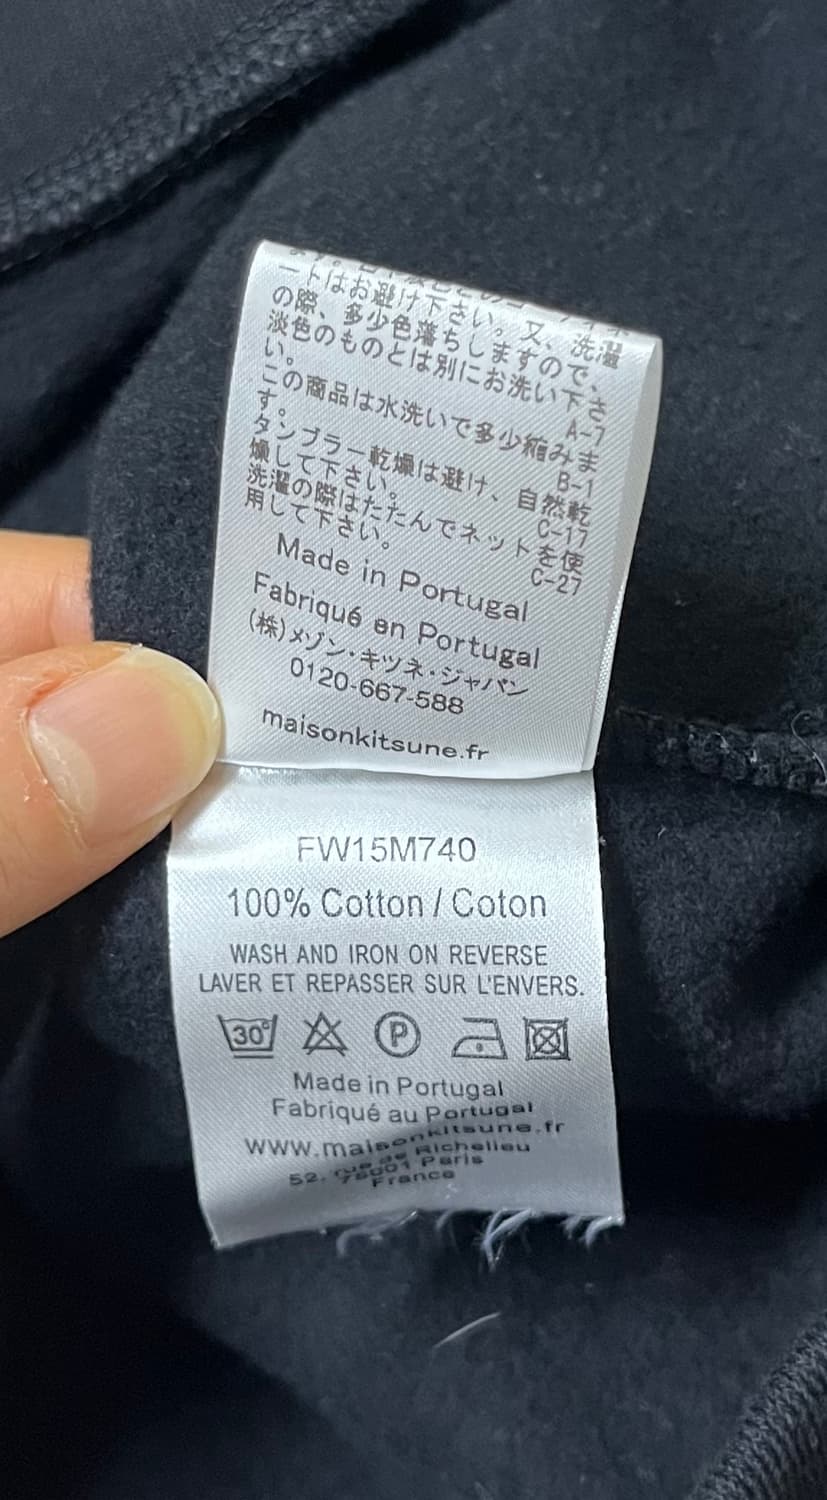 ートはお避け下さい。又、洗濯
の際、多少色落ちしますので、
淡色のものとは別にお洗い下さ
い。
A-7
この商品は水洗いで多少縮みま
す。
B-1
タンブラー乾燥は避け、自然乾
燥して下さい。
C-17
洗濯の際はたたんでネットを使
用して下さい。
C-27
Made in Portugal
Fabriqué en Portugal
(株)メゾン・キツネ・ジャパン
0120-667-588
maisonkitsune.fr
FW15M740
100% Cotton / Coton
WASH AND IRON ON REVERSE
LAVER ET REPASSER SUR L'ENVERS.
30° P
Made in Portugal
Fabriqué au Portugal
www.maisonkitsune.fr
52, rue de Richelieu
75001 Paris
France